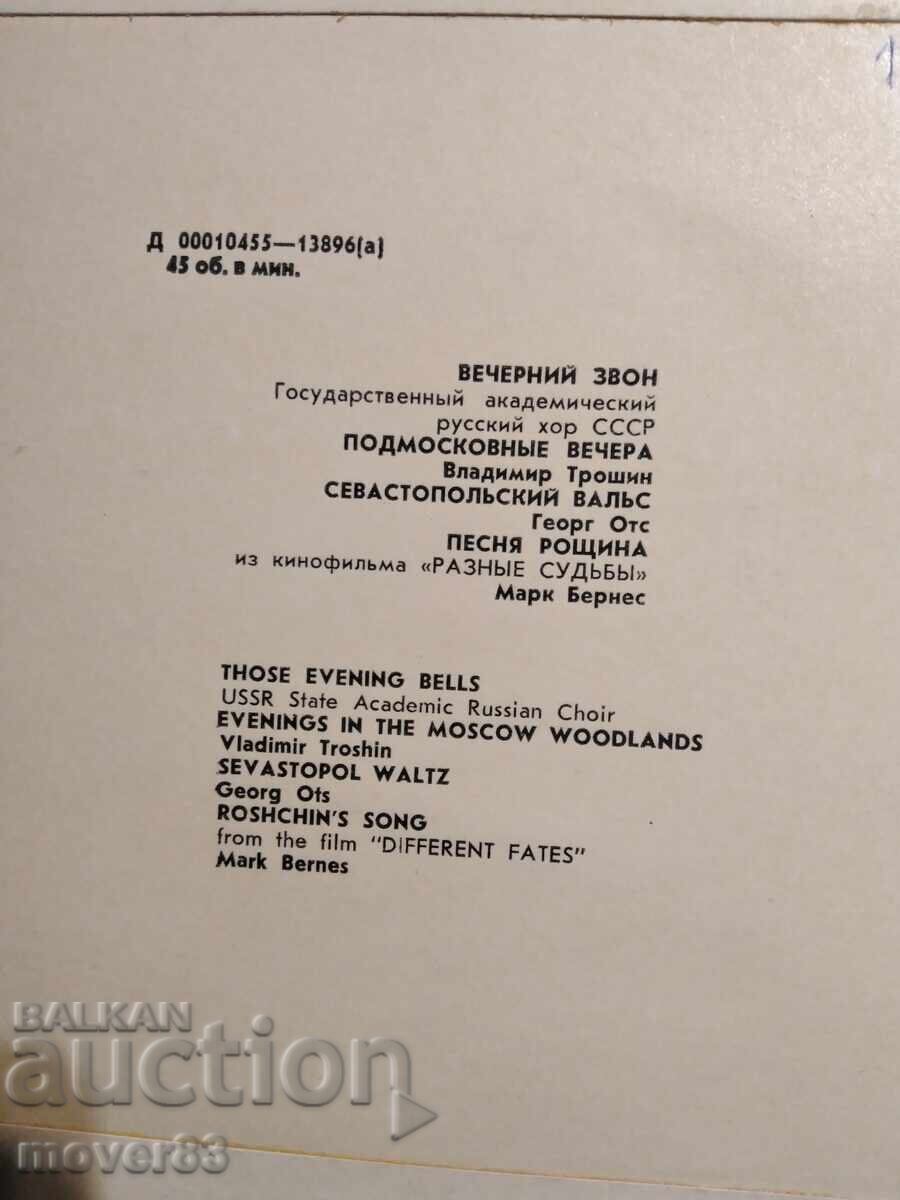 1
Д 00010455—13896(а)
45 об. в мин.
ВЕЧЕРНИЙ ЗВОН
Государственный академический
русский хор СССР
ПОДМОСКОВНЫЕ ВЕЧЕРА
Владимир Трошин
СЕВАСТОПОЛЬСКИЙ ВАЛЬС
Георг Отс
ПЕСНЯ РОЩИНА
из кинофильма «РАЗНЫЕ СУДЬБЫ»
Марк Бернес
THOSE EVENING BELLS
USSR State Academic Russian Choir
EVENINGS IN THE MOSCOW WOODLANDS
Vladimir Troshin
SEVASTOPOL WALTZ
Georg Ots
ROSHCHIN'S SONG
from the film "DIFFERENT FATES"
Mark Bernes
BALKAN
auction
mover83